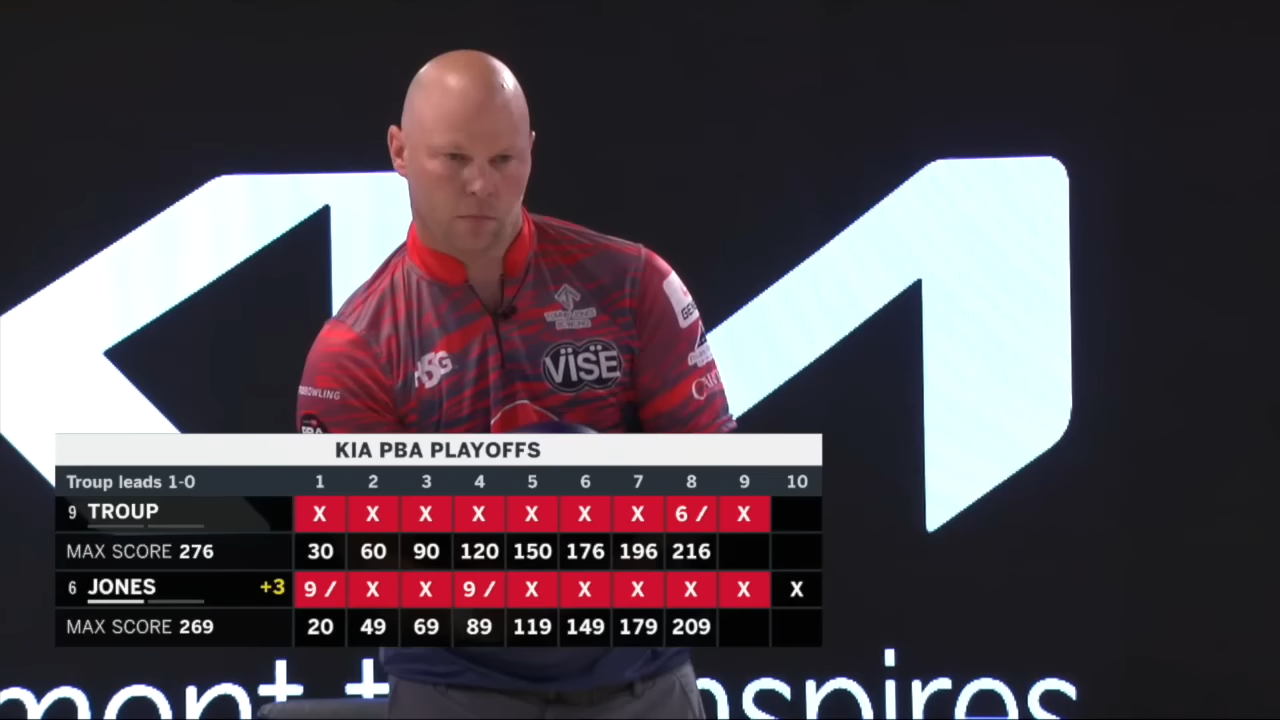 H5G
VISE
KIA PBA PLAYOFFS
Troup leads 1-0 1 2 3 4 5 6 7 8 9 10
9 TROUP X X X X X X X 6 / X
MAX SCORE 276 30 60 90 120 150 176 196 216
6 JONES +3 9 / X X 9 / X X X X X X
MAX SCORE 269 20 49 69 89 119 149 179 209